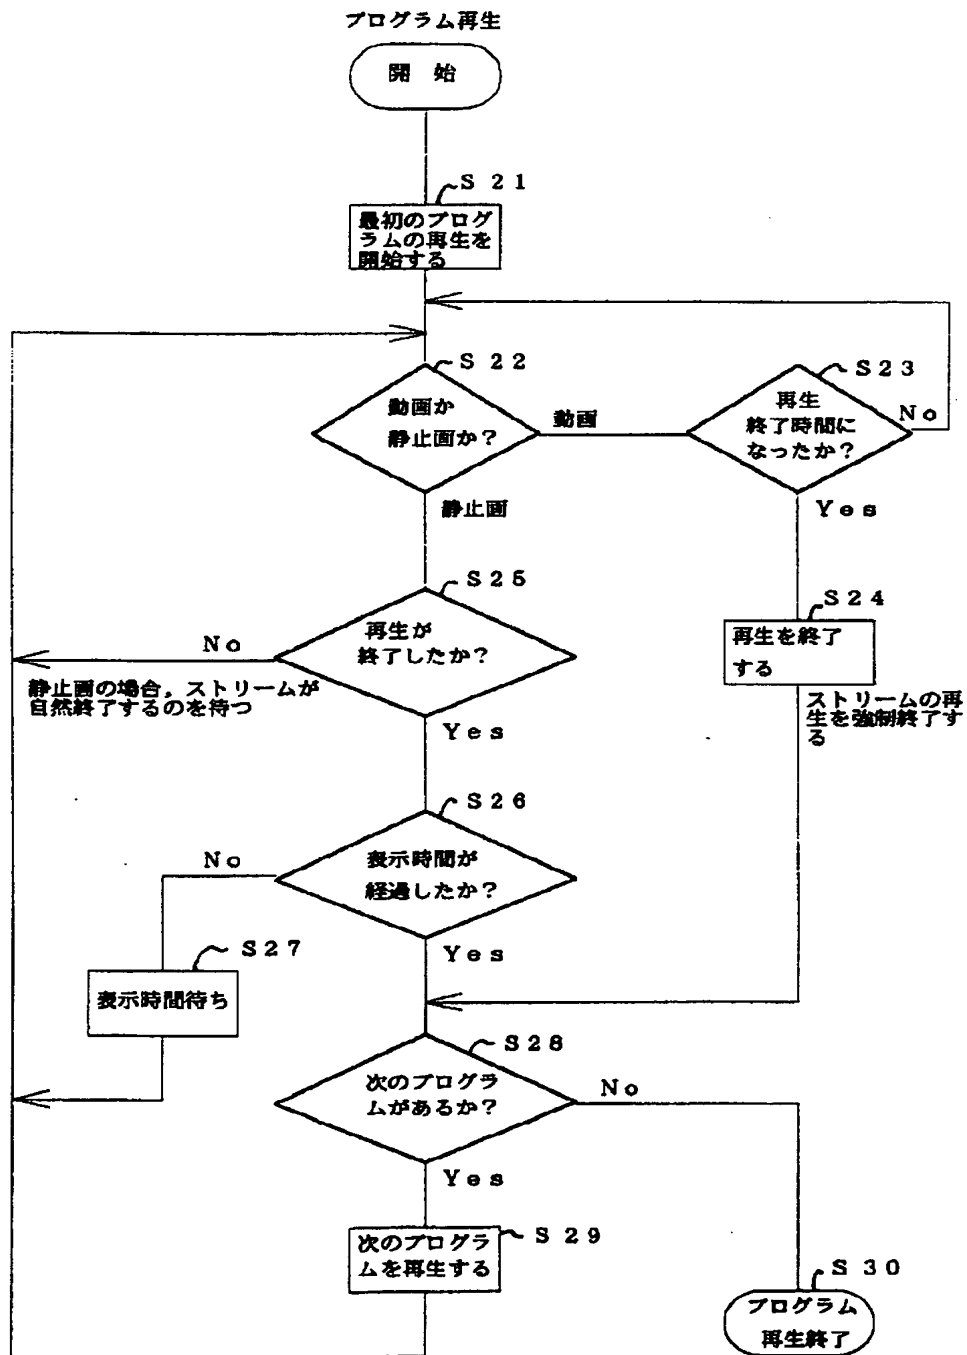 プログラム再生
開 始
S 21
最初のプログ
ラムの再生を
開始する
S 22
動画か
静止画か?
動画
静止画
S23
再生
終了時間に
なったか?
No
Yes
S24
再生を終了
する
ストリームの再
生を強制終了す
る
S25
再生が
終了したか?
No
静止画の場合,ストリームが
自然終了するのを待つ
Yes
S26
表示時間が
経過したか?
No
Yes
S27
表示時間待ち
S28
次のプログラ
ムがあるか?
No
Yes
S 29
次のプログラ
ムを再生する
S 30
プログラム
再生終了